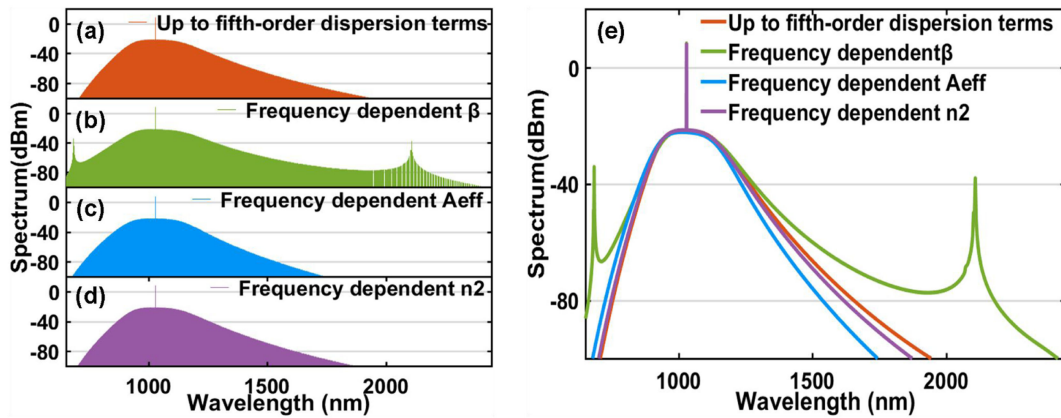 (a) Up to fifth-order dispersion terms
0
-40
-80
(b) Frequency dependent β
0
-40
-80
(c) Frequency dependent Aeff
0
-40
-80
(d) Frequency dependent n2
0
-40
-80
Spectrum(dBm)
1000 1500 2000
Wavelength (nm)
(e) Up to fifth-order dispersion terms
Frequency dependentβ
Frequency dependent Aeff
Frequency dependent n2
0
-40
-80
Spectrum(dBm)
1000 1500 2000
Wavelength (nm)